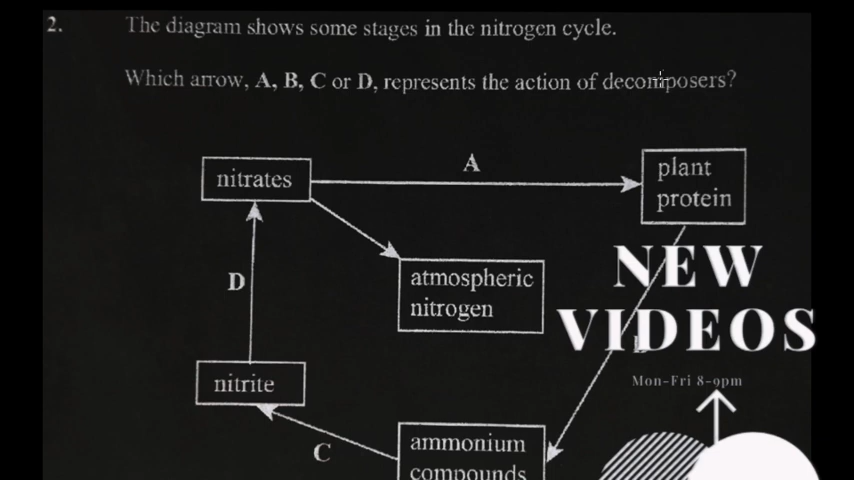 2.
The diagram shows some stages in the nitrogen cycle.
Which arrow, A, B, C or D, represents the action of decomposers?
A
nitrates
plant
protein
atmospheric
nitrogen
D
NEW
VIDEOS
Mon-Fri 8-9pm
nitrite
C
ammonium
compounds